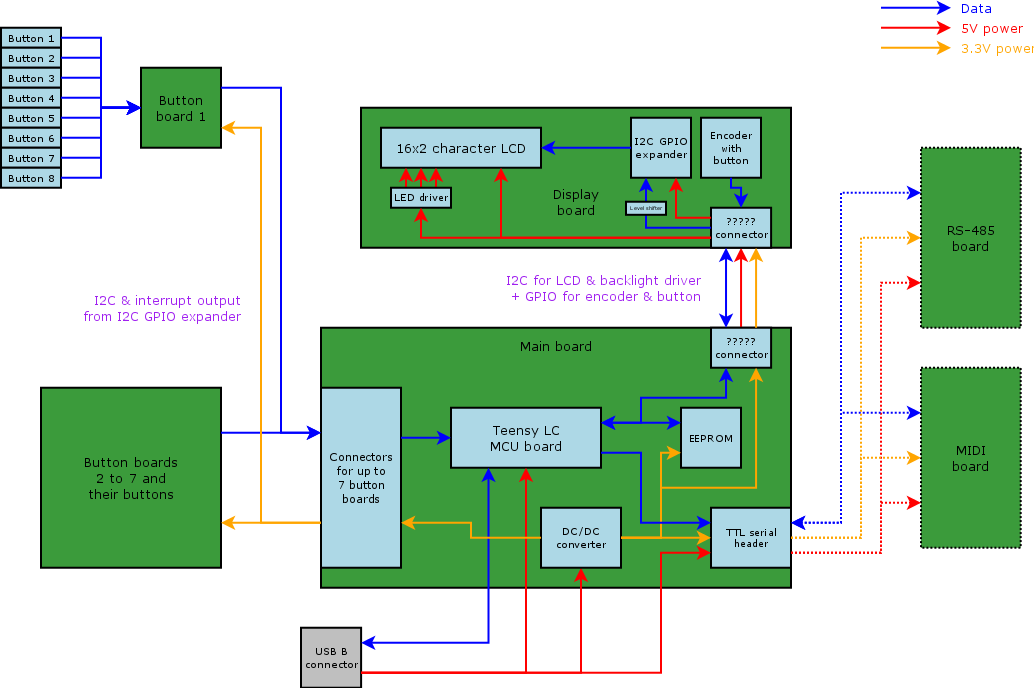 Data
5V power
3.3V power
Button 1
Button 2
Button 3
Button 4
Button 5
Button 6
Button 7
Button 8
Button
board 1
16x2 character LCD
I2C GPIO
expander
Encoder
with
button
LED driver
Display
board
Level shifter
?????
connector
RS-485
board
I2C & interrupt output
from I2C GPIO expander
I2C for LCD & backlight driver
+ GPIO for encoder & button
Main board
?????
connector
Button boards
2 to 7 and
their buttons
Connectors
for up to
7 button
boards
Teensy LC
MCU board
EEPROM
MIDI
board
DC/DC
converter
TTL serial
header
USB B
connector